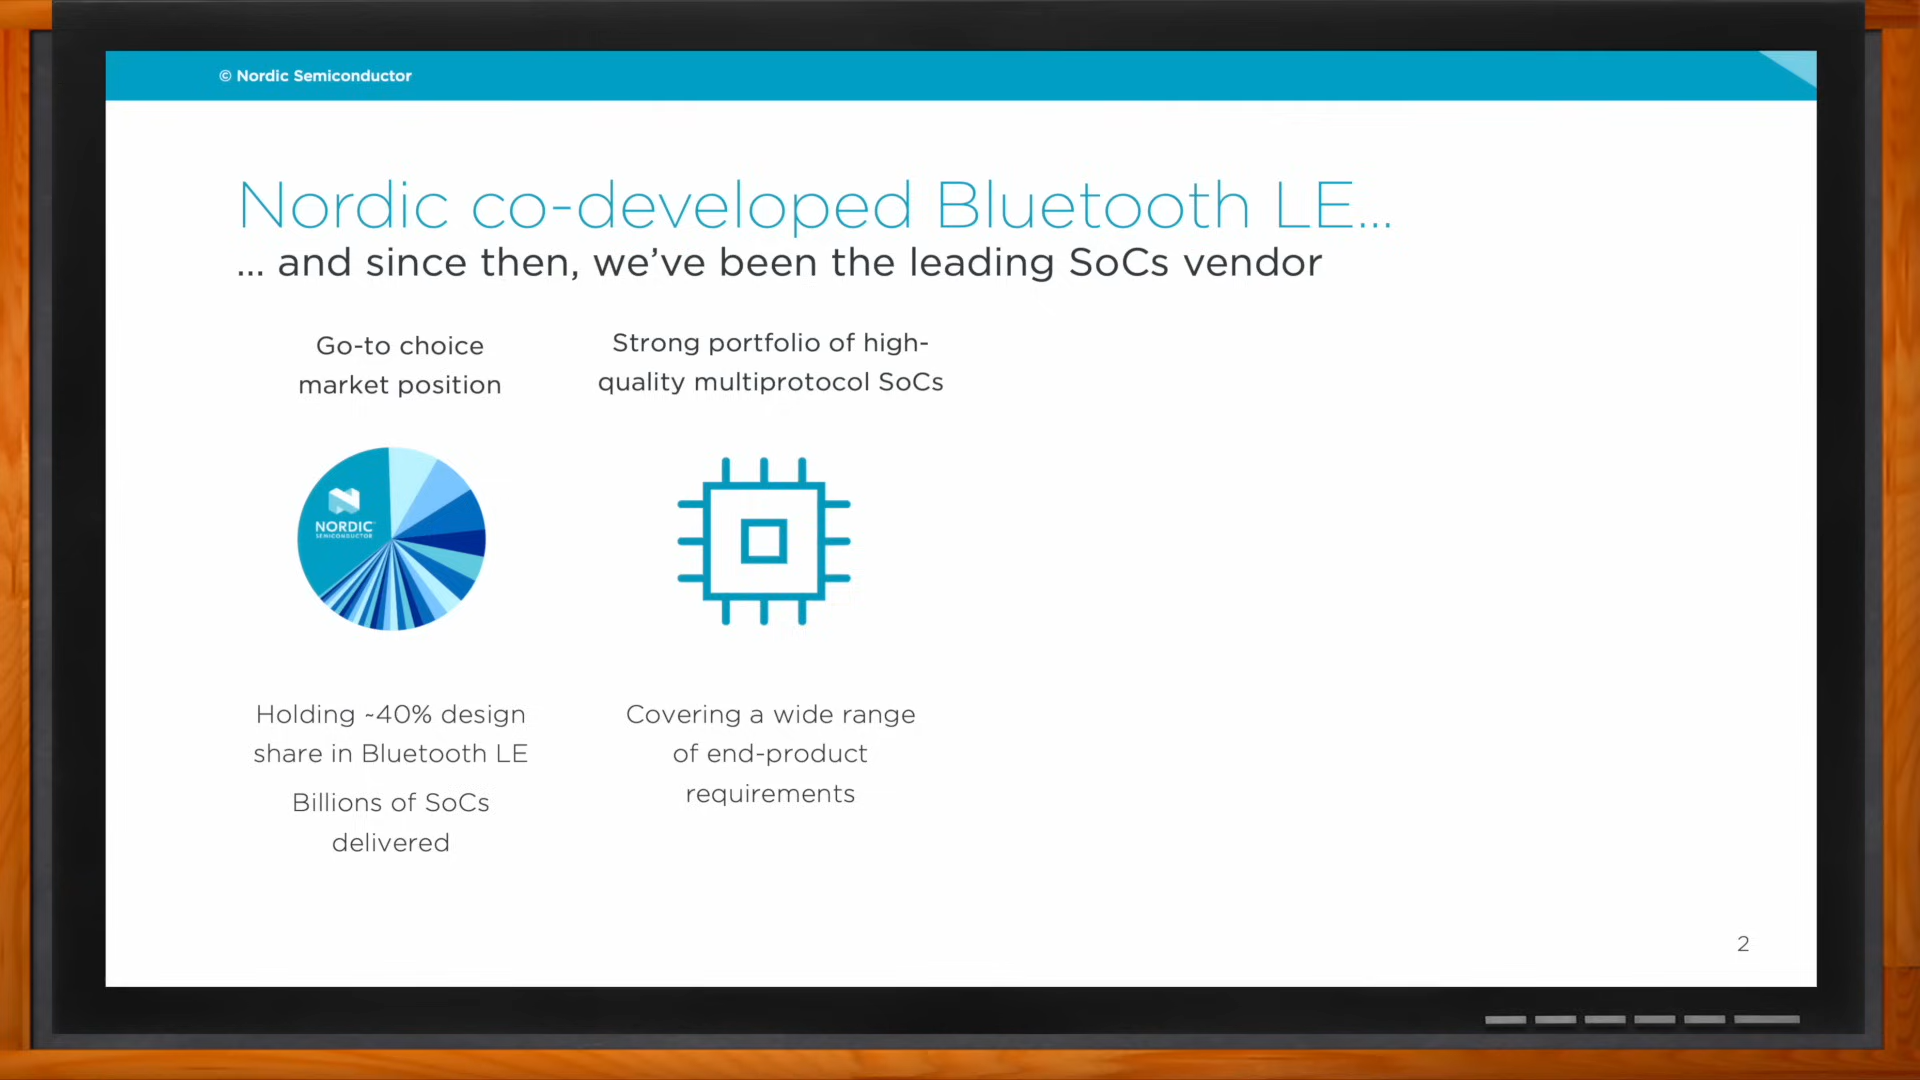 © Nordic Semiconductor
Nordic co-developed Bluetooth LE...
... and since then, we’ve been the leading SoCs vendor
Go-to choice
market position
NORDIC
SEMICONDUCTOR
Holding ~40% design
share in Bluetooth LE
Billions of SoCs
delivered
Strong portfolio of high-
quality multiprotocol SoCs
Covering a wide range
of end-product
requirements
2